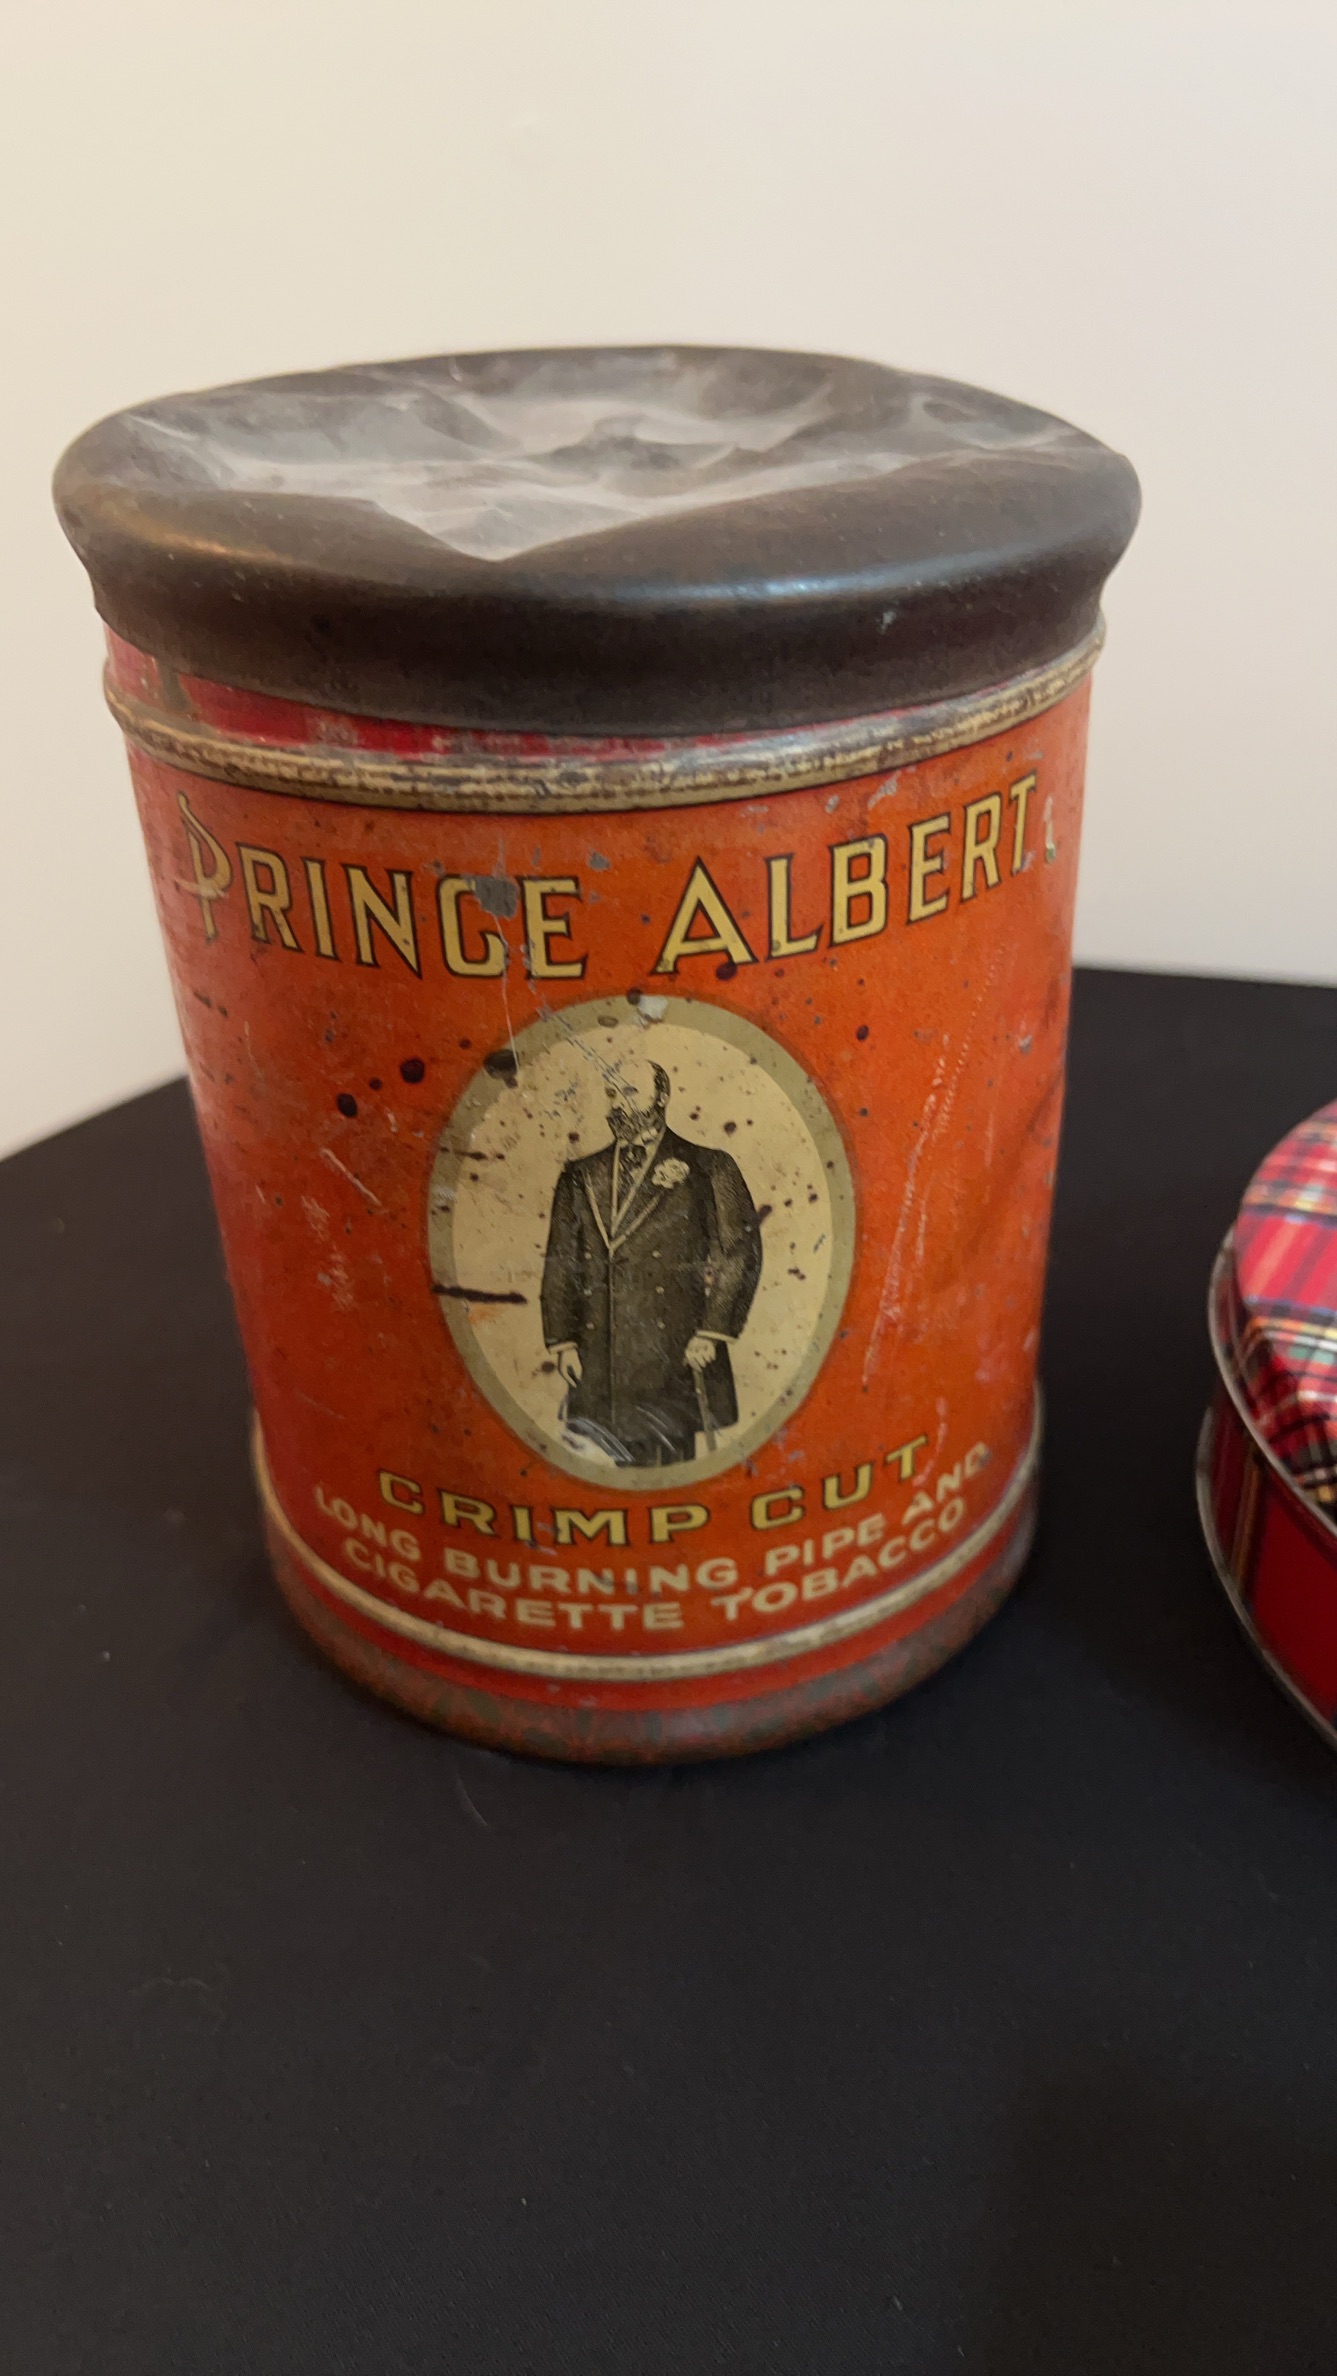 PRINCE ALBERT
CRIMP CUT
LONG BURNING PIPE AND
CIGARETTE TOBACCO